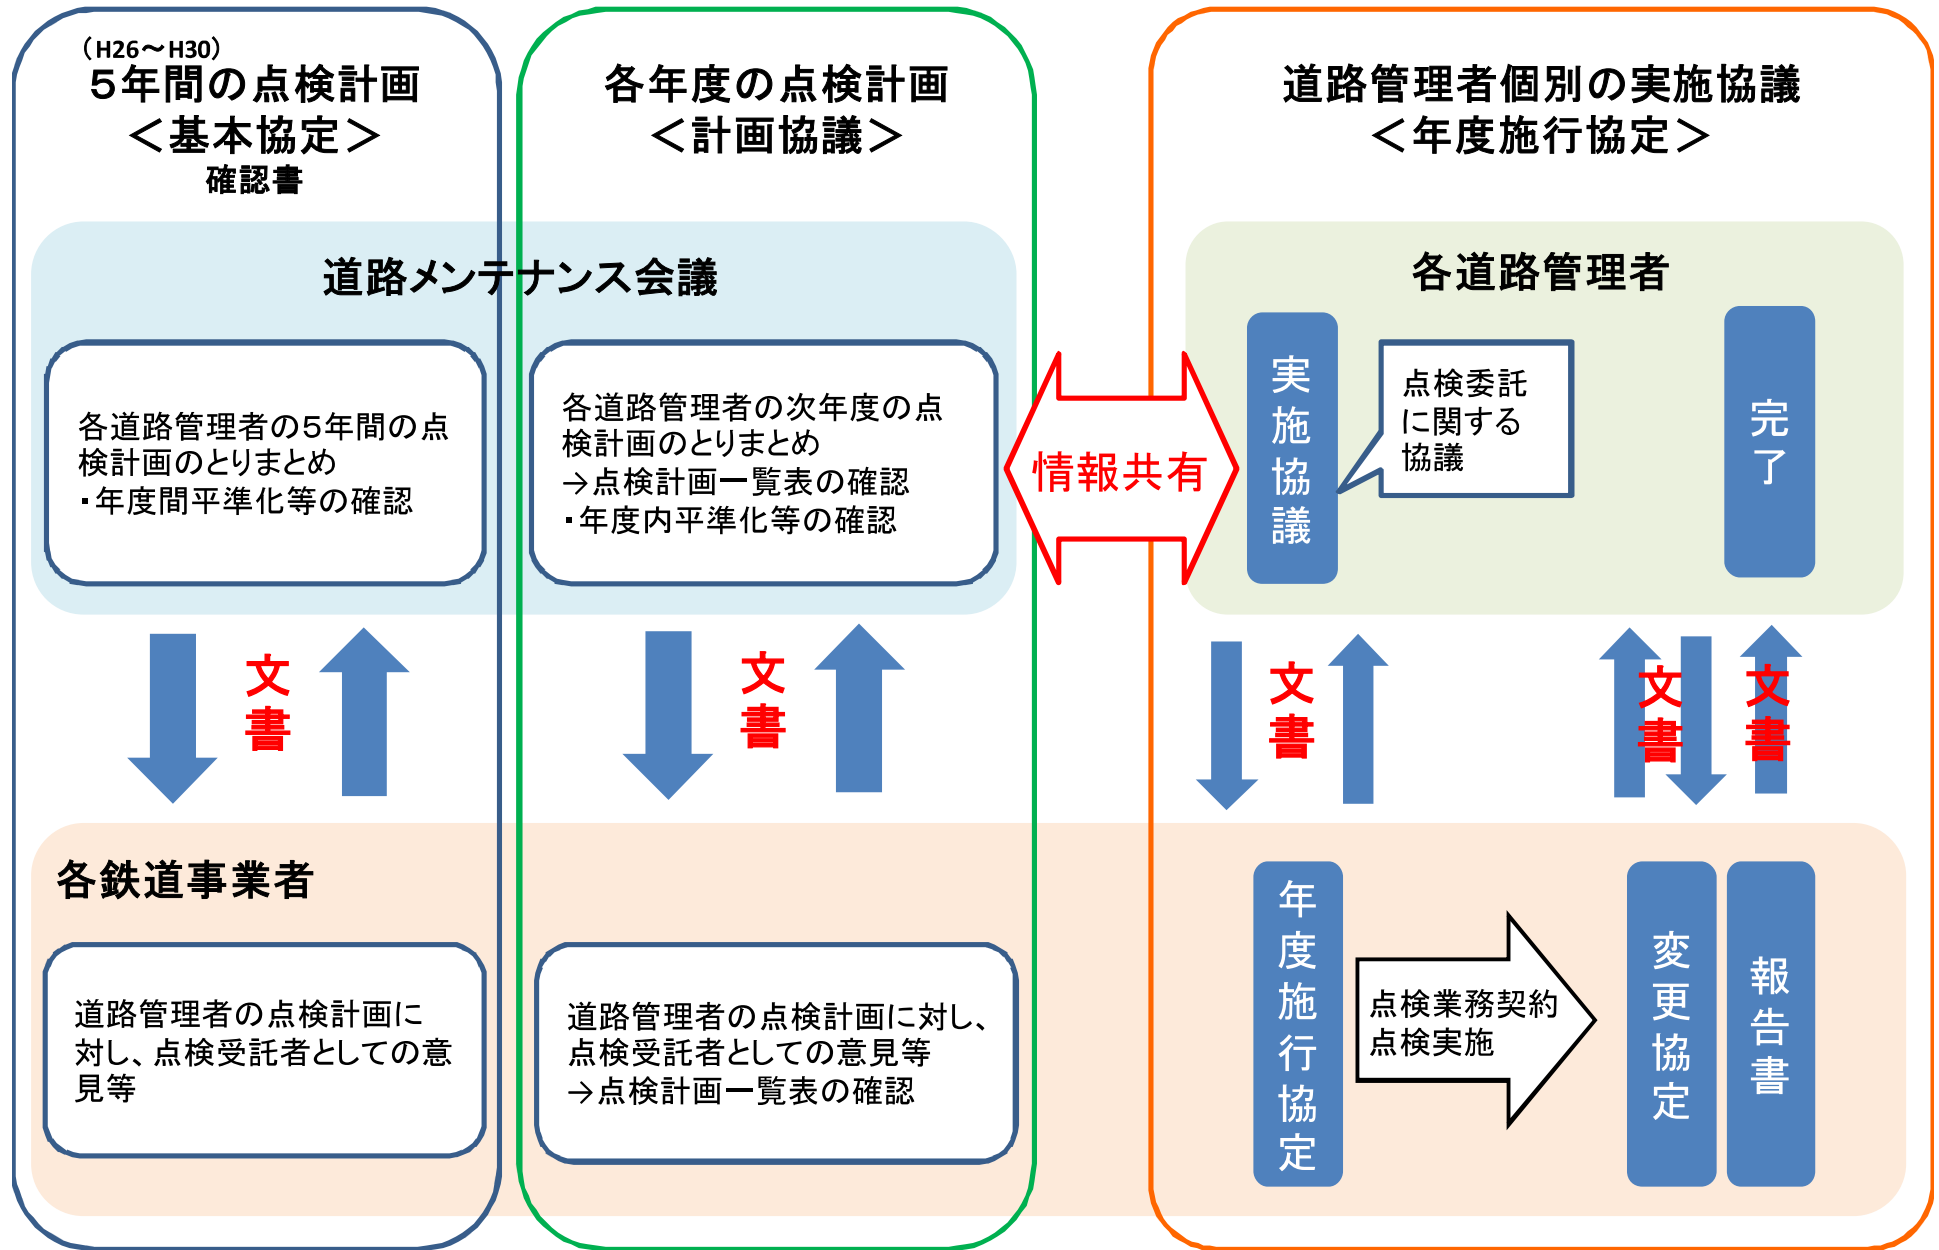 （H26～H30）
５年間の点検計画
＜基本協定＞
確認書
各年度の点検計画
＜計画協議＞
道路管理者個別の実施協議
＜年度施行協定＞
道路メンテナンス会議
各道路管理者の５年間の点
検計画のとりまとめ
・年度間平準化等の確認
各道路管理者の次年度の点
検計画のとりまとめ
→点検計画一覧表の確認
・年度内平準化等の確認
情報共有
各道路管理者
実施協議
点検委託
に関する
協議
完了
文書
文書
文書
文書
文書
各鉄道事業者
道路管理者の点検計画に
対し、点検受託者としての意
見等
道路管理者の点検計画に対し、
点検受託者としての意見等
→点検計画一覧表の確認
年度施行協定
点検業務契約
点検実施
変更協定
報告書